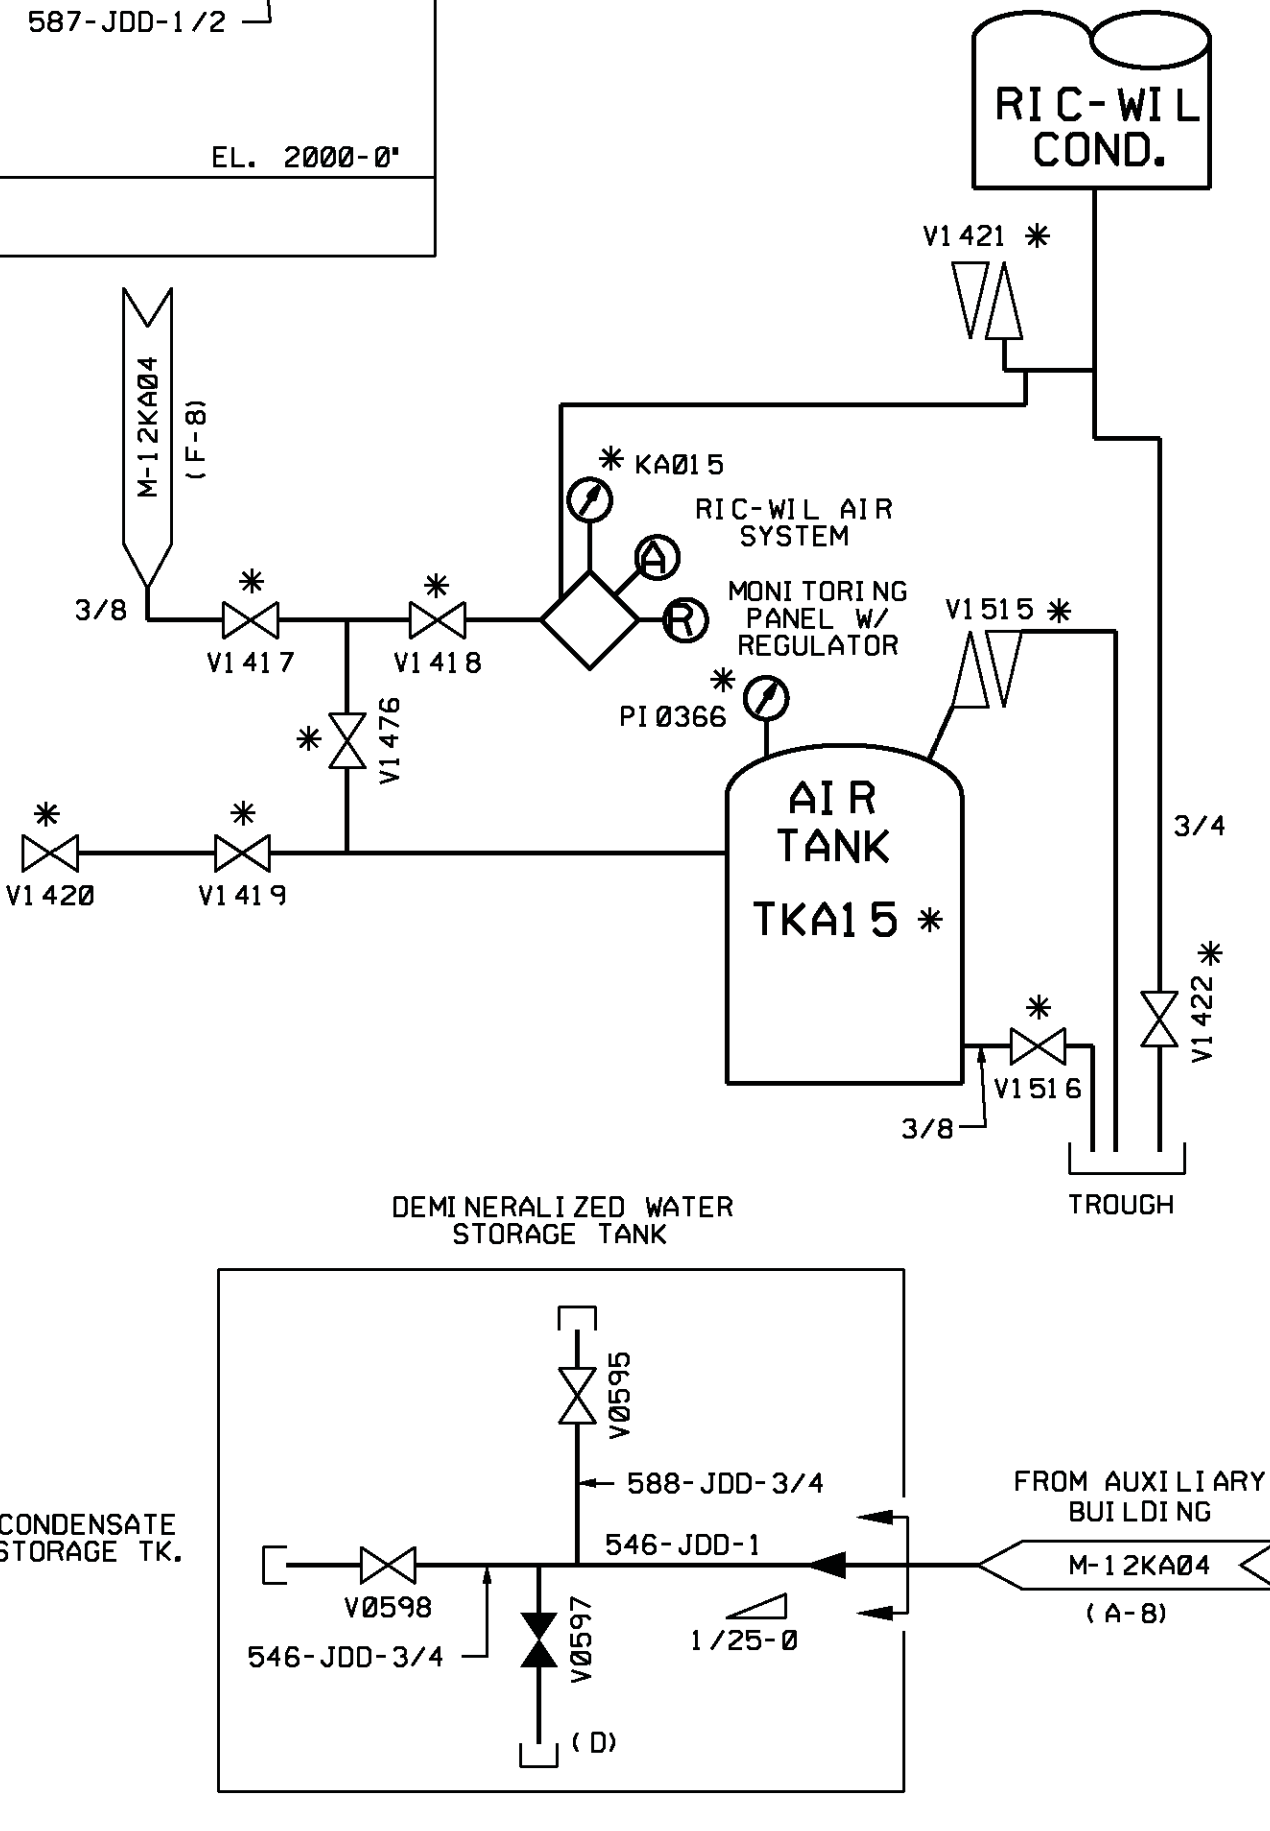 587-JDD-1/2
EL. 2000-0"
RIC-WIL
COND.
V1421 *
M-12KA04
(F-8)
* KA015
RIC-WIL AIR
SYSTEM
MONITORING
PANEL W/
REGULATOR
A
R
3/8
*
V1417
*
V1418
*
V1476
V1515 *
*
PI0366
AIR
TANK
TKA15 *
3/4
*
V1420
*
V1419
*
V1422
*
V1516
3/8
TROUGH
DEMINERALIZED WATER
STORAGE TANK
V0595
588-JDD-3/4
FROM AUXILIARY
BUILDING
CONDENSATE
STORAGE TK.
546-JDD-1
M-12KA04
(A-8)
V0598
V0597
1/25-0
546-JDD-3/4
(D)